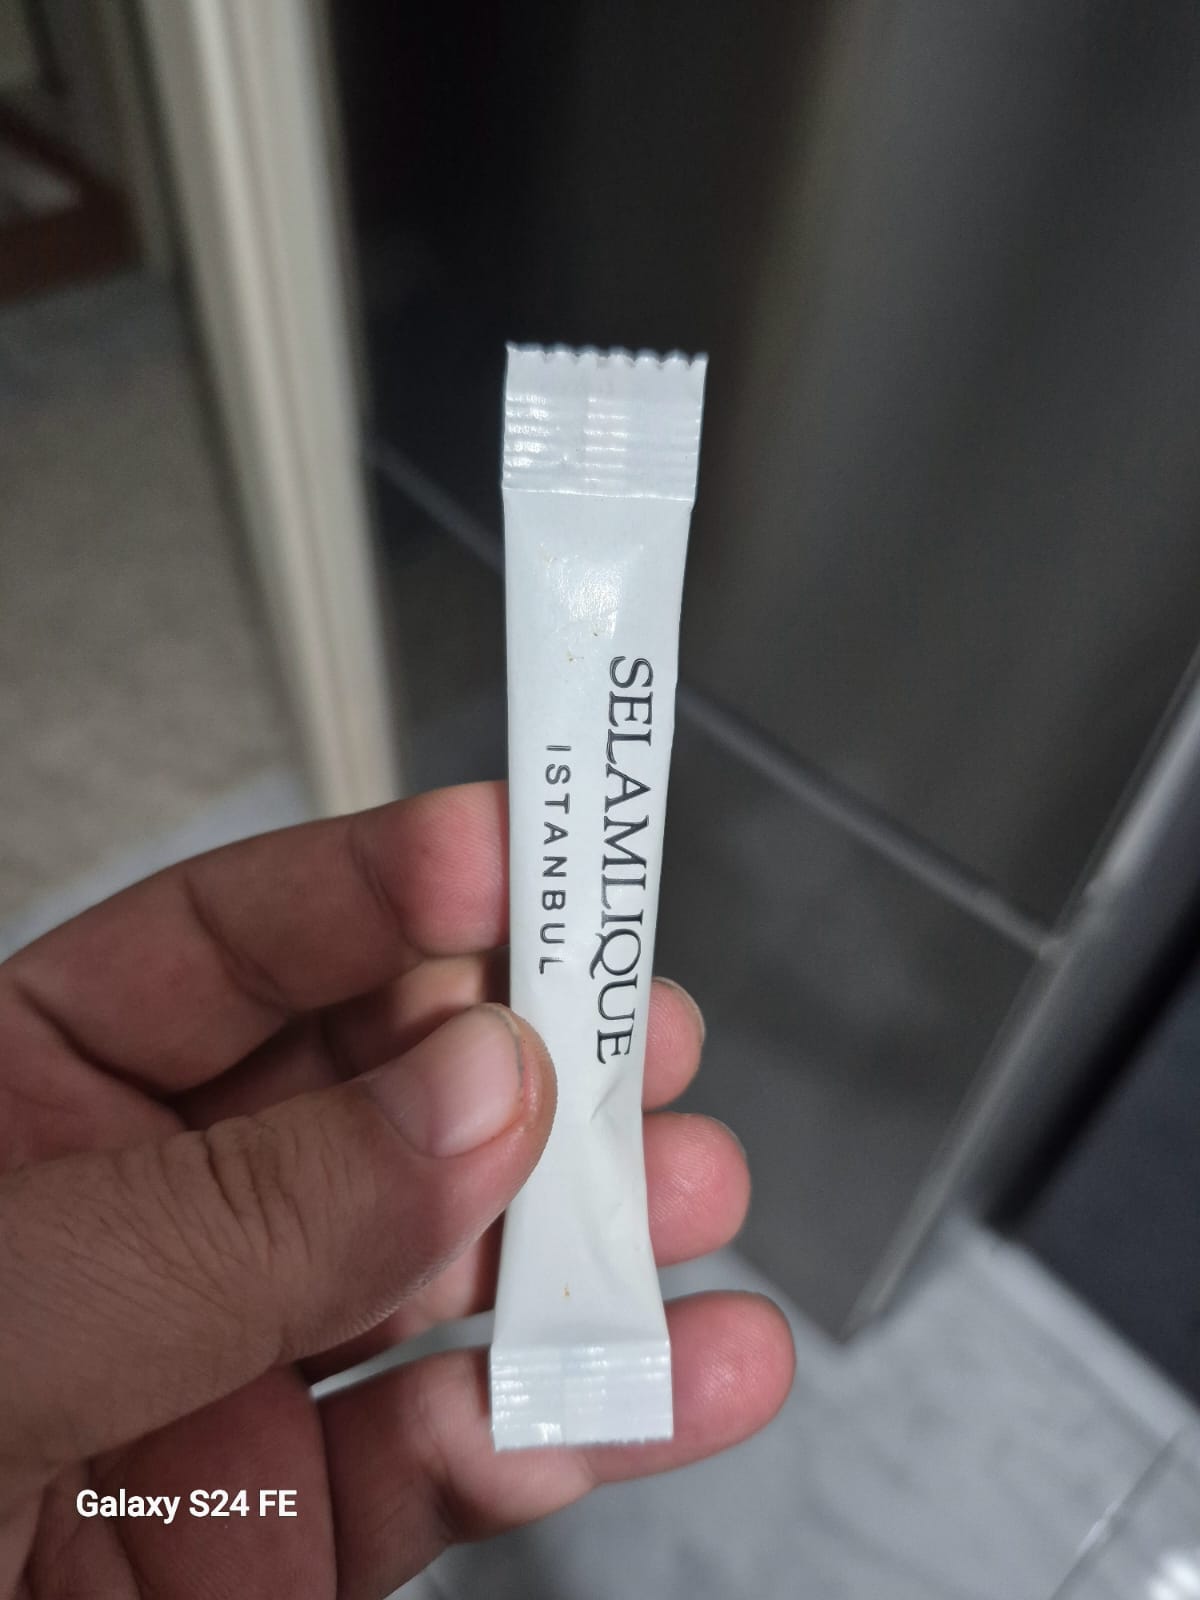 SELAMLIQUE
ISTANBUL
Galaxy S24 FE